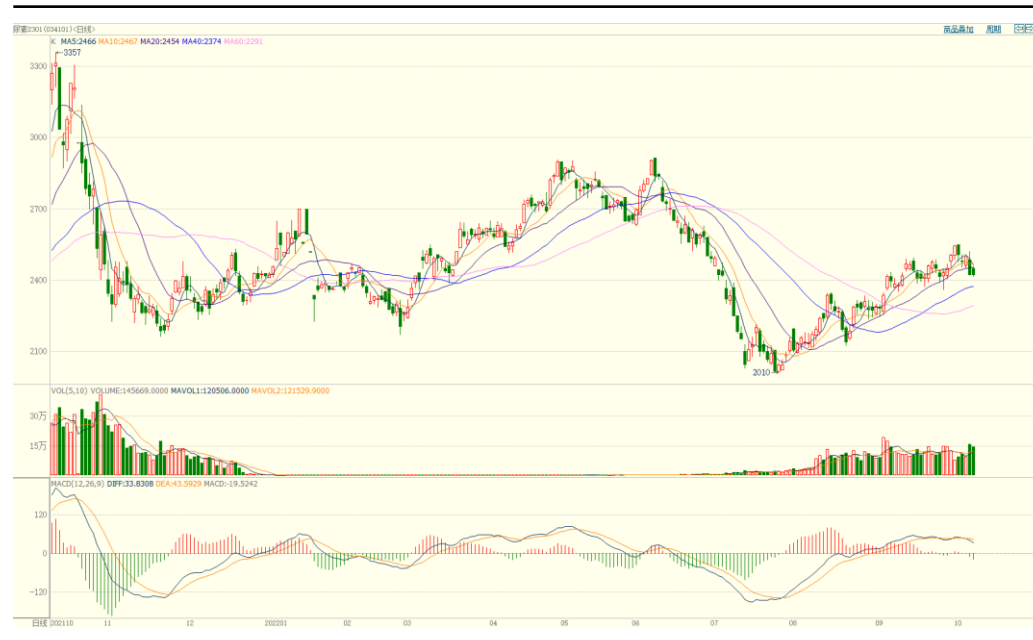 尿素2301(034101)<日线> 商品叠加 周期
K MA5:2466 MA10:2467 MA20:2454 MA40:2374 MA60:2291
←3357
3300
3000
2700
2400
2100
2010→
VOL(5,10) VOLUME:145669.0000 MAVOL1:120506.0000 MAVOL2:121529.9000
30万
15万
MACD(12,26,9) DIFF:33.8308 DEA:43.5929 MACD:-19.5242
120
0
-120
日线 202110 11 12 202201 02 03 04 05 06 07 08 09 10